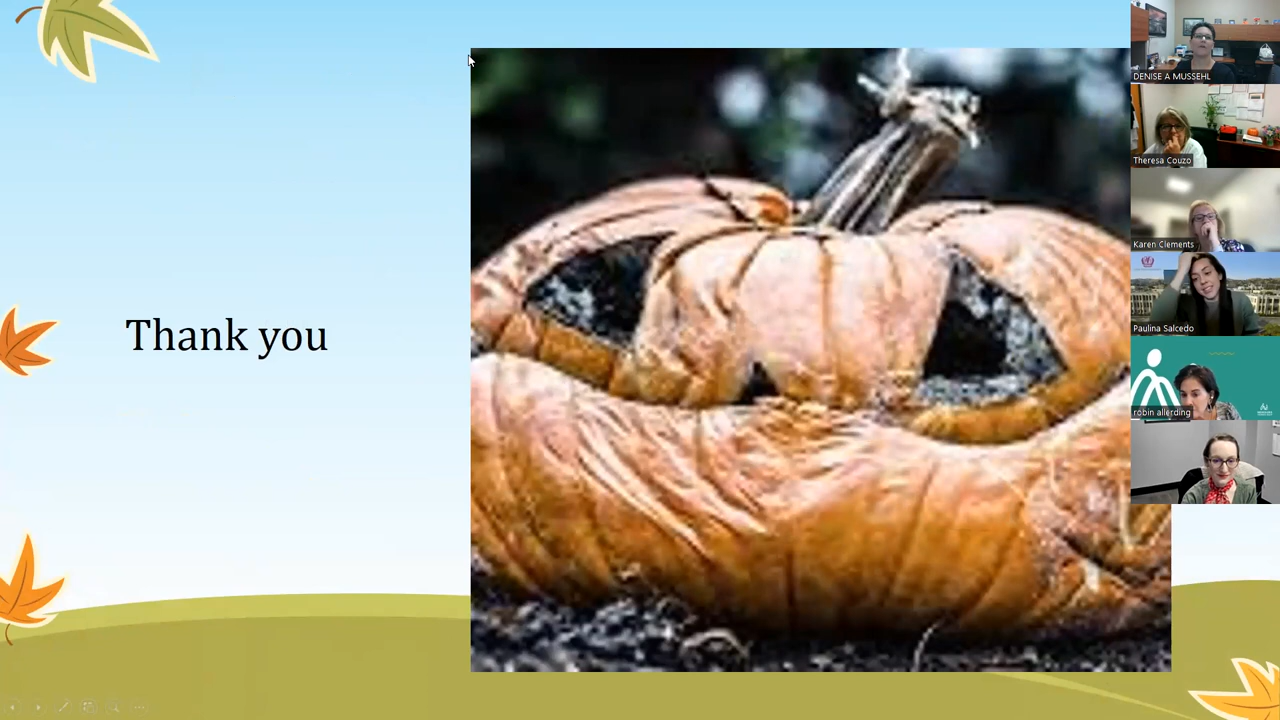 Thank you
DENISE A MUSSEHL
Theresa Couzo
Karen Clements
Paulina Salcedo
robin allerding